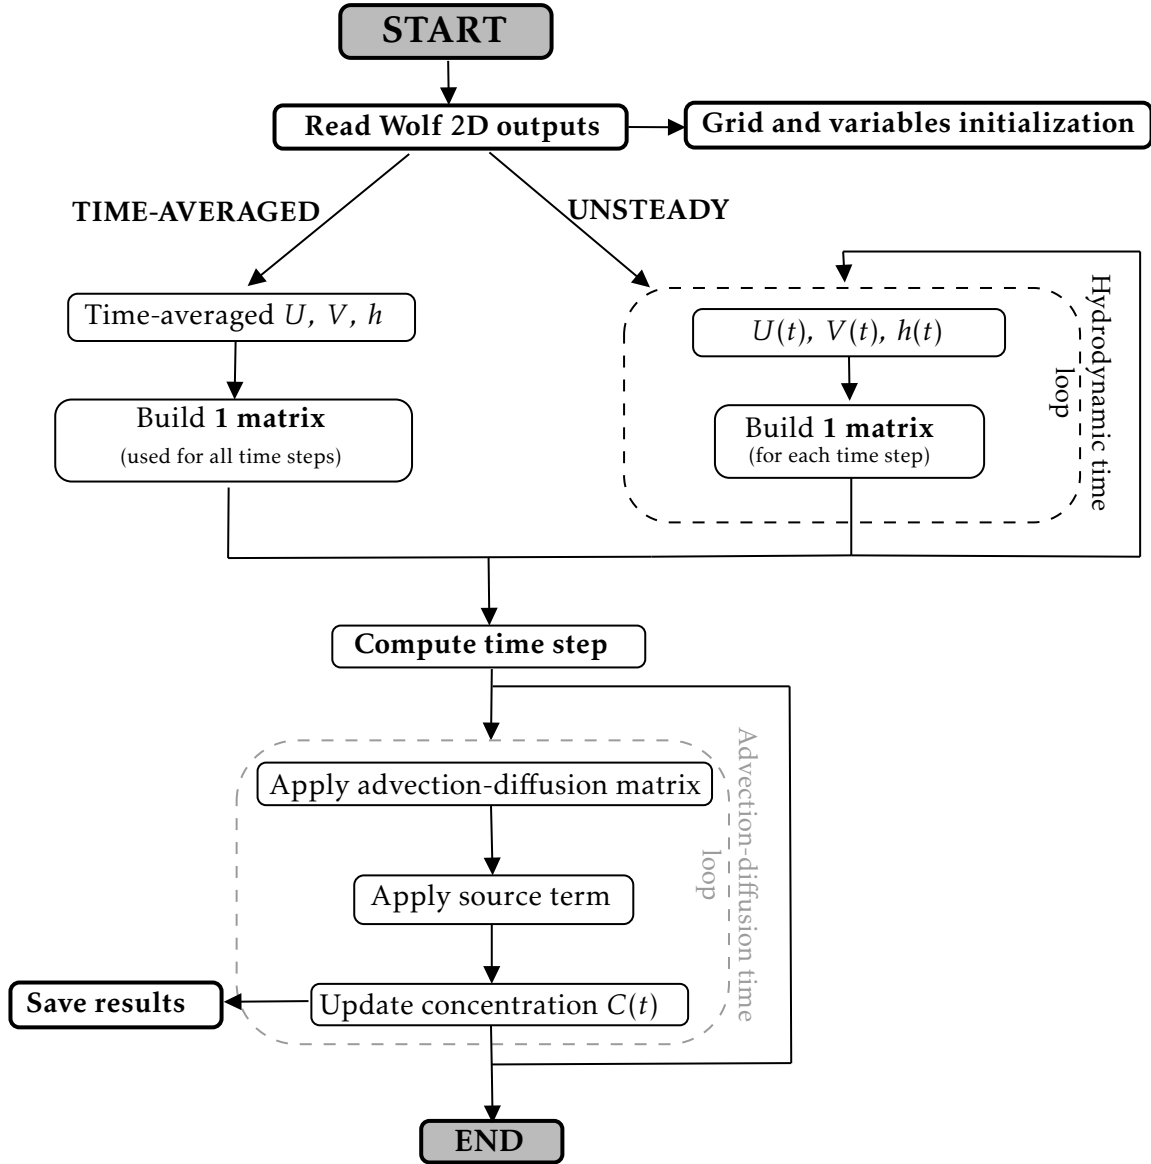 START
Read Wolf 2D outputs
Grid and variables initialization
TIME-AVERAGED
UNSTEADY
Time-averaged U, V, h
Build 1 matrix
(used for all time steps)
U(t), V(t), h(t)
Build 1 matrix
(for each time step)
Hydrodynamic time
loop
Compute time step
Apply advection-diffusion matrix
Apply source term
Update concentration C(t)
Advection-diffusion time
loop
Save results
END